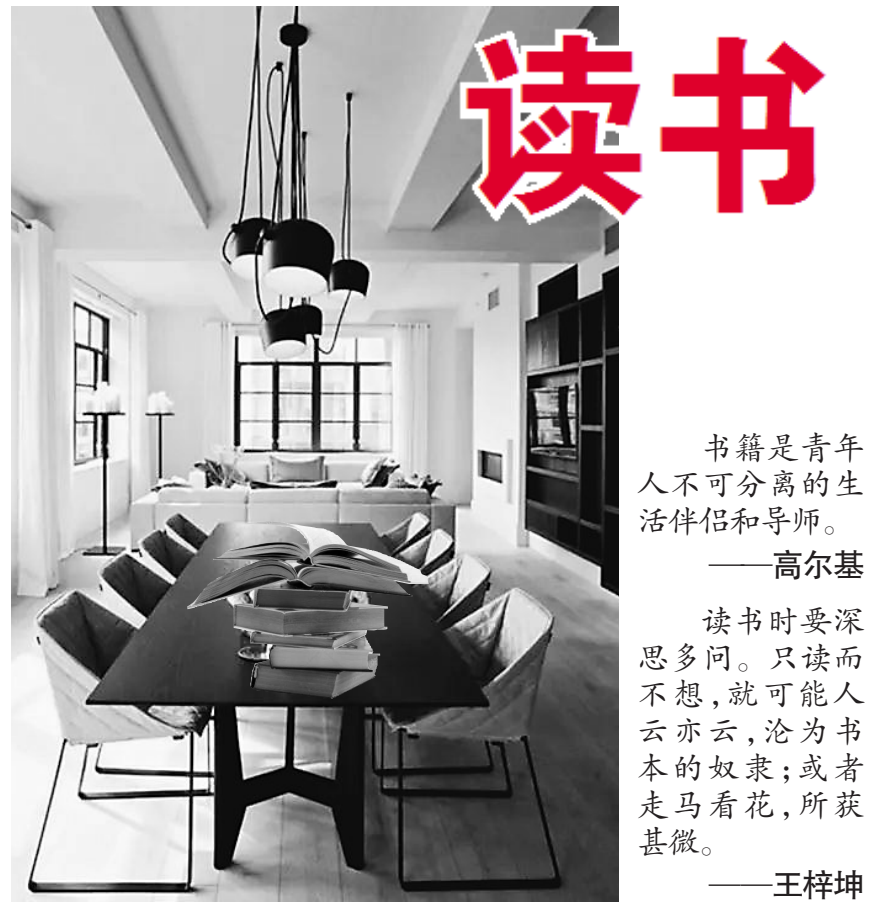 读书
书籍是青年
人不可分离的生
活伴侣和导师。
——高尔基
读书时要深
思多问。只读而
不想,就可能人
云亦云,沦为书
本的奴隶;或者
走马看花,所获
甚微。
——王梓坤